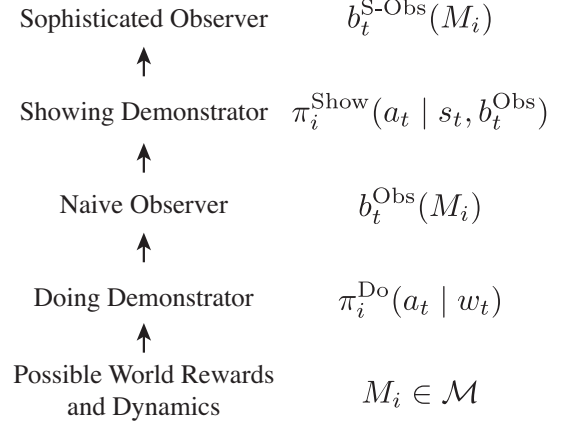 Sophisticated Observer b_t^{S-Obs}(M_i)
Showing Demonstrator π_i^{Show}(a_t | s_t, b_t^{Obs})
Naive Observer b_t^{Obs}(M_i)
Doing Demonstrator π_i^{Do}(a_t | w_t)
Possible World Rewards
and Dynamics M_i ∈ ℳ